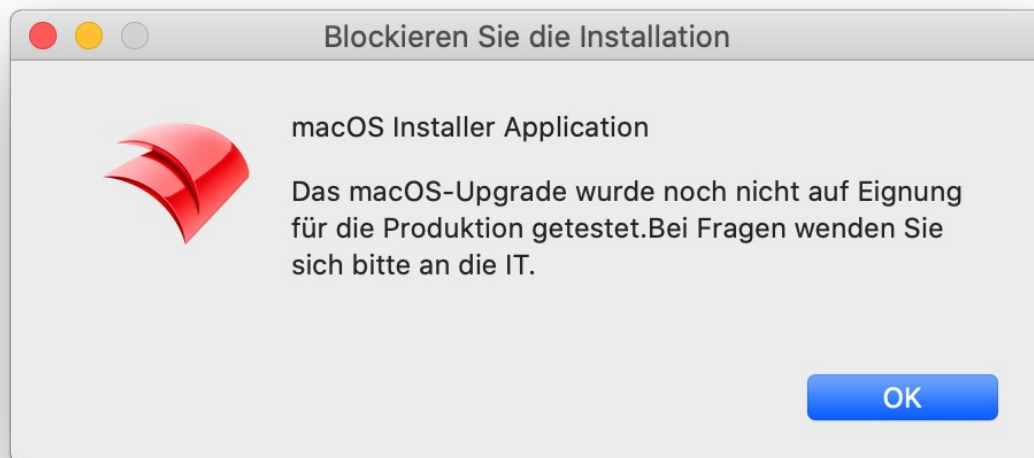 Blockieren Sie die Installation
macOS Installer Application
Das macOS-Upgrade wurde noch nicht auf Eignung
für die Produktion getestet.Bei Fragen wenden Sie
sich bitte an die IT.
OK